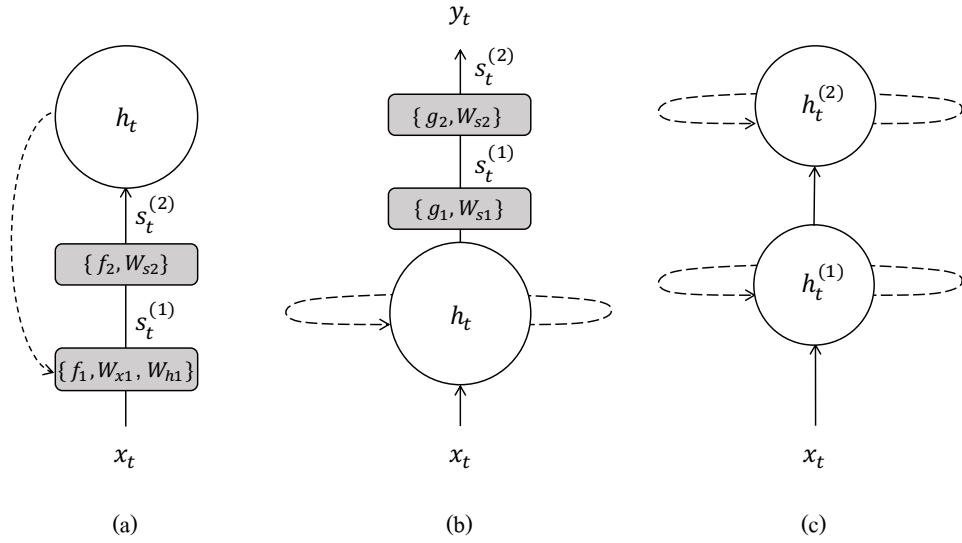 h_t
s_t^(2)
{ f_2, W_s2}
s_t^(1)
{ f_1, W_x1, W_h1}
x_t
(a)
y_t
s_t^(2)
{ g_2, W_s2}
s_t^(1)
{ g_1, W_s1}
h_t
x_t
(b)
h_t^(2)
h_t^(1)
x_t
(c)